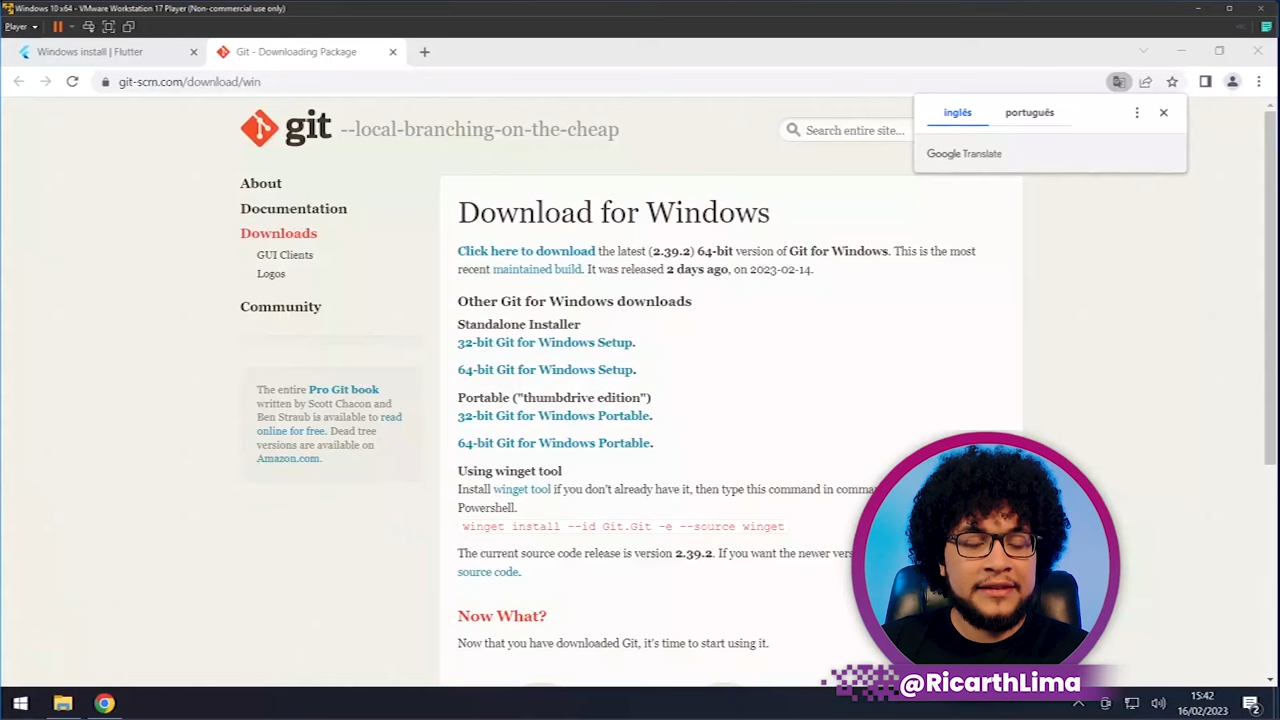 Windows 10 x64 - VMware Workstation 17 Player (Non-commercial use only)
Player
Windows install | Flutter
Git - Downloading Package
git-scm.com/download/win
inglês português
Google Translate
git --local-branching-on-the-cheap
Search entire site...
About
Documentation
Downloads
GUI Clients
Logos
Community
The entire Pro Git book
written by Scott Chacon and
Ben Straub is available to read
online for free. Dead tree
versions are available on
Amazon.com.
Download for Windows
Click here to download the latest (2.39.2) 64-bit version of Git for Windows. This is the most
recent maintained build. It was released 2 days ago, on 2023-02-14.
Other Git for Windows downloads
Standalone Installer
32-bit Git for Windows Setup.
64-bit Git for Windows Setup.
Portable ("thumbdrive edition")
32-bit Git for Windows Portable.
64-bit Git for Windows Portable.
Using winget tool
Install winget tool if you don't already have it, then type this command in comma
Powershell.
winget install --id Git.Git -e --source winget
The current source code release is version 2.39.2. If you want the newer ver
source code.
Now What?
Now that you have downloaded Git, it's time to start using it.
@RicarthLima
15:42
16/02/2023
2